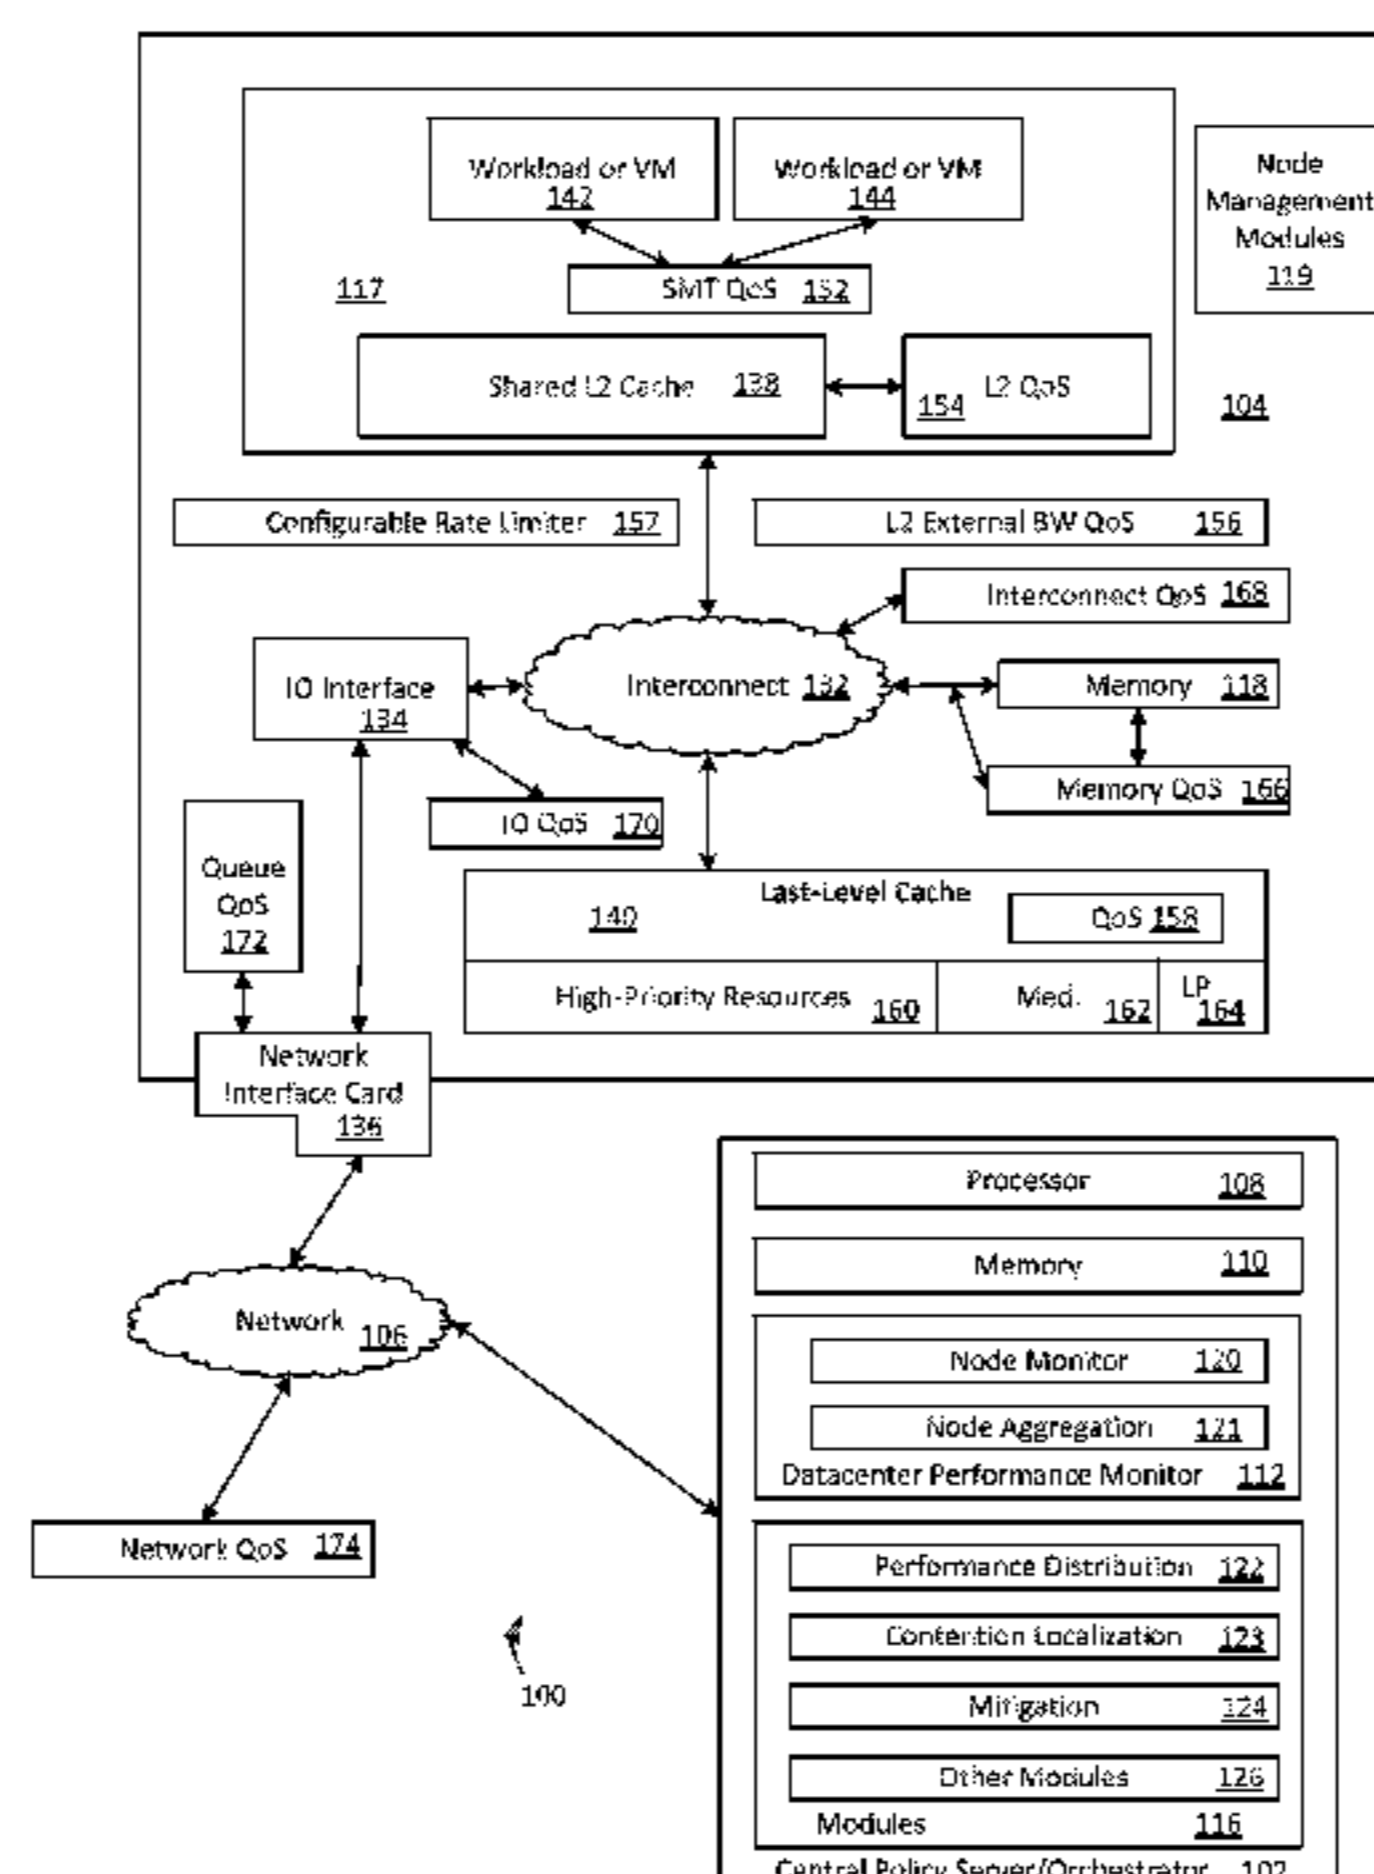 Workload or VM
142
Workload or VM
144
Node
Management
Modules
119
117
SMT QoS 152
Shared L2 Cache 138
154 L2 QoS
104
Configurable Rate Limiter 157
L2 External BW QoS 156
Interconnect QoS 168
IO Interface
134
Interconnect 132
Memory 118
Memory QoS 166
IO QoS 170
Queue
QoS
172
Last-Level Cache
140
QoS 158
High-Priority Resources 160
Med. 162
LP
164
Network
Interface Card
136
Processor 108
Memory 110
Network 106
Node Monitor 120
Node Aggregation 121
Datacenter Performance Monitor 112
Network QoS 174
Performance Distribution 122
Contention Localization 123
Mitigation 124
Other Modules 126
Modules 116
100
Central Policy Server/Orchestrator 102